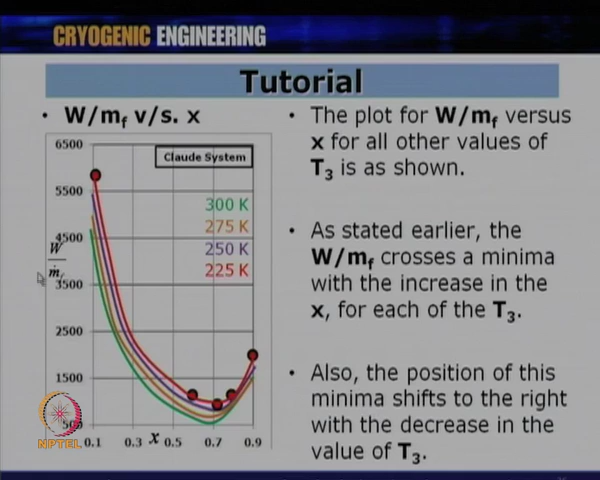 CRYOGENIC ENGINEERING
Tutorial
• W/mf v/s. x
6500
Claude System
5500
300 K
275 K
4500
250 K
W
ṁf
225 K
3500
2500
1500
500
NPTEL
0.1 0.3 x 0.5 0.7 0.9
• The plot for W/mf versus
x for all other values of
T3 is as shown.
• As stated earlier, the
W/mf crosses a minima
with the increase in the
x, for each of the T3.
• Also, the position of this
minima shifts to the right
with the decrease in the
value of T3.